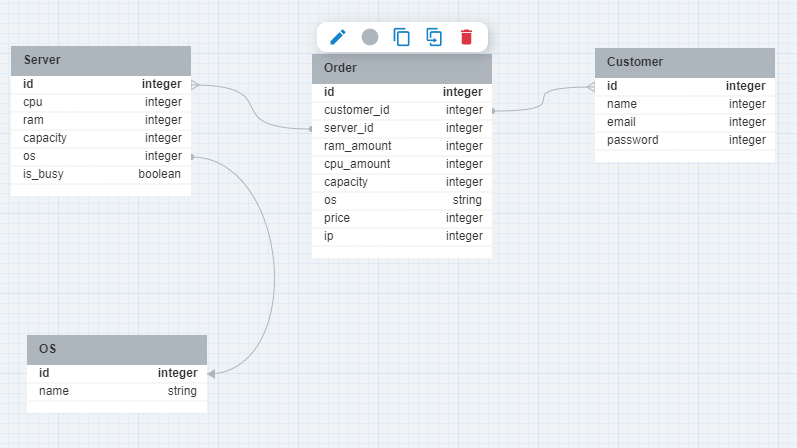 Server
id integer
cpu integer
ram integer
capacity integer
os integer
is_busy boolean
Order
id integer
customer_id integer
server_id integer
ram_amount integer
cpu_amount integer
capacity integer
os string
price integer
ip integer
Customer
id integer
name integer
email integer
password integer
OS
id integer
name string